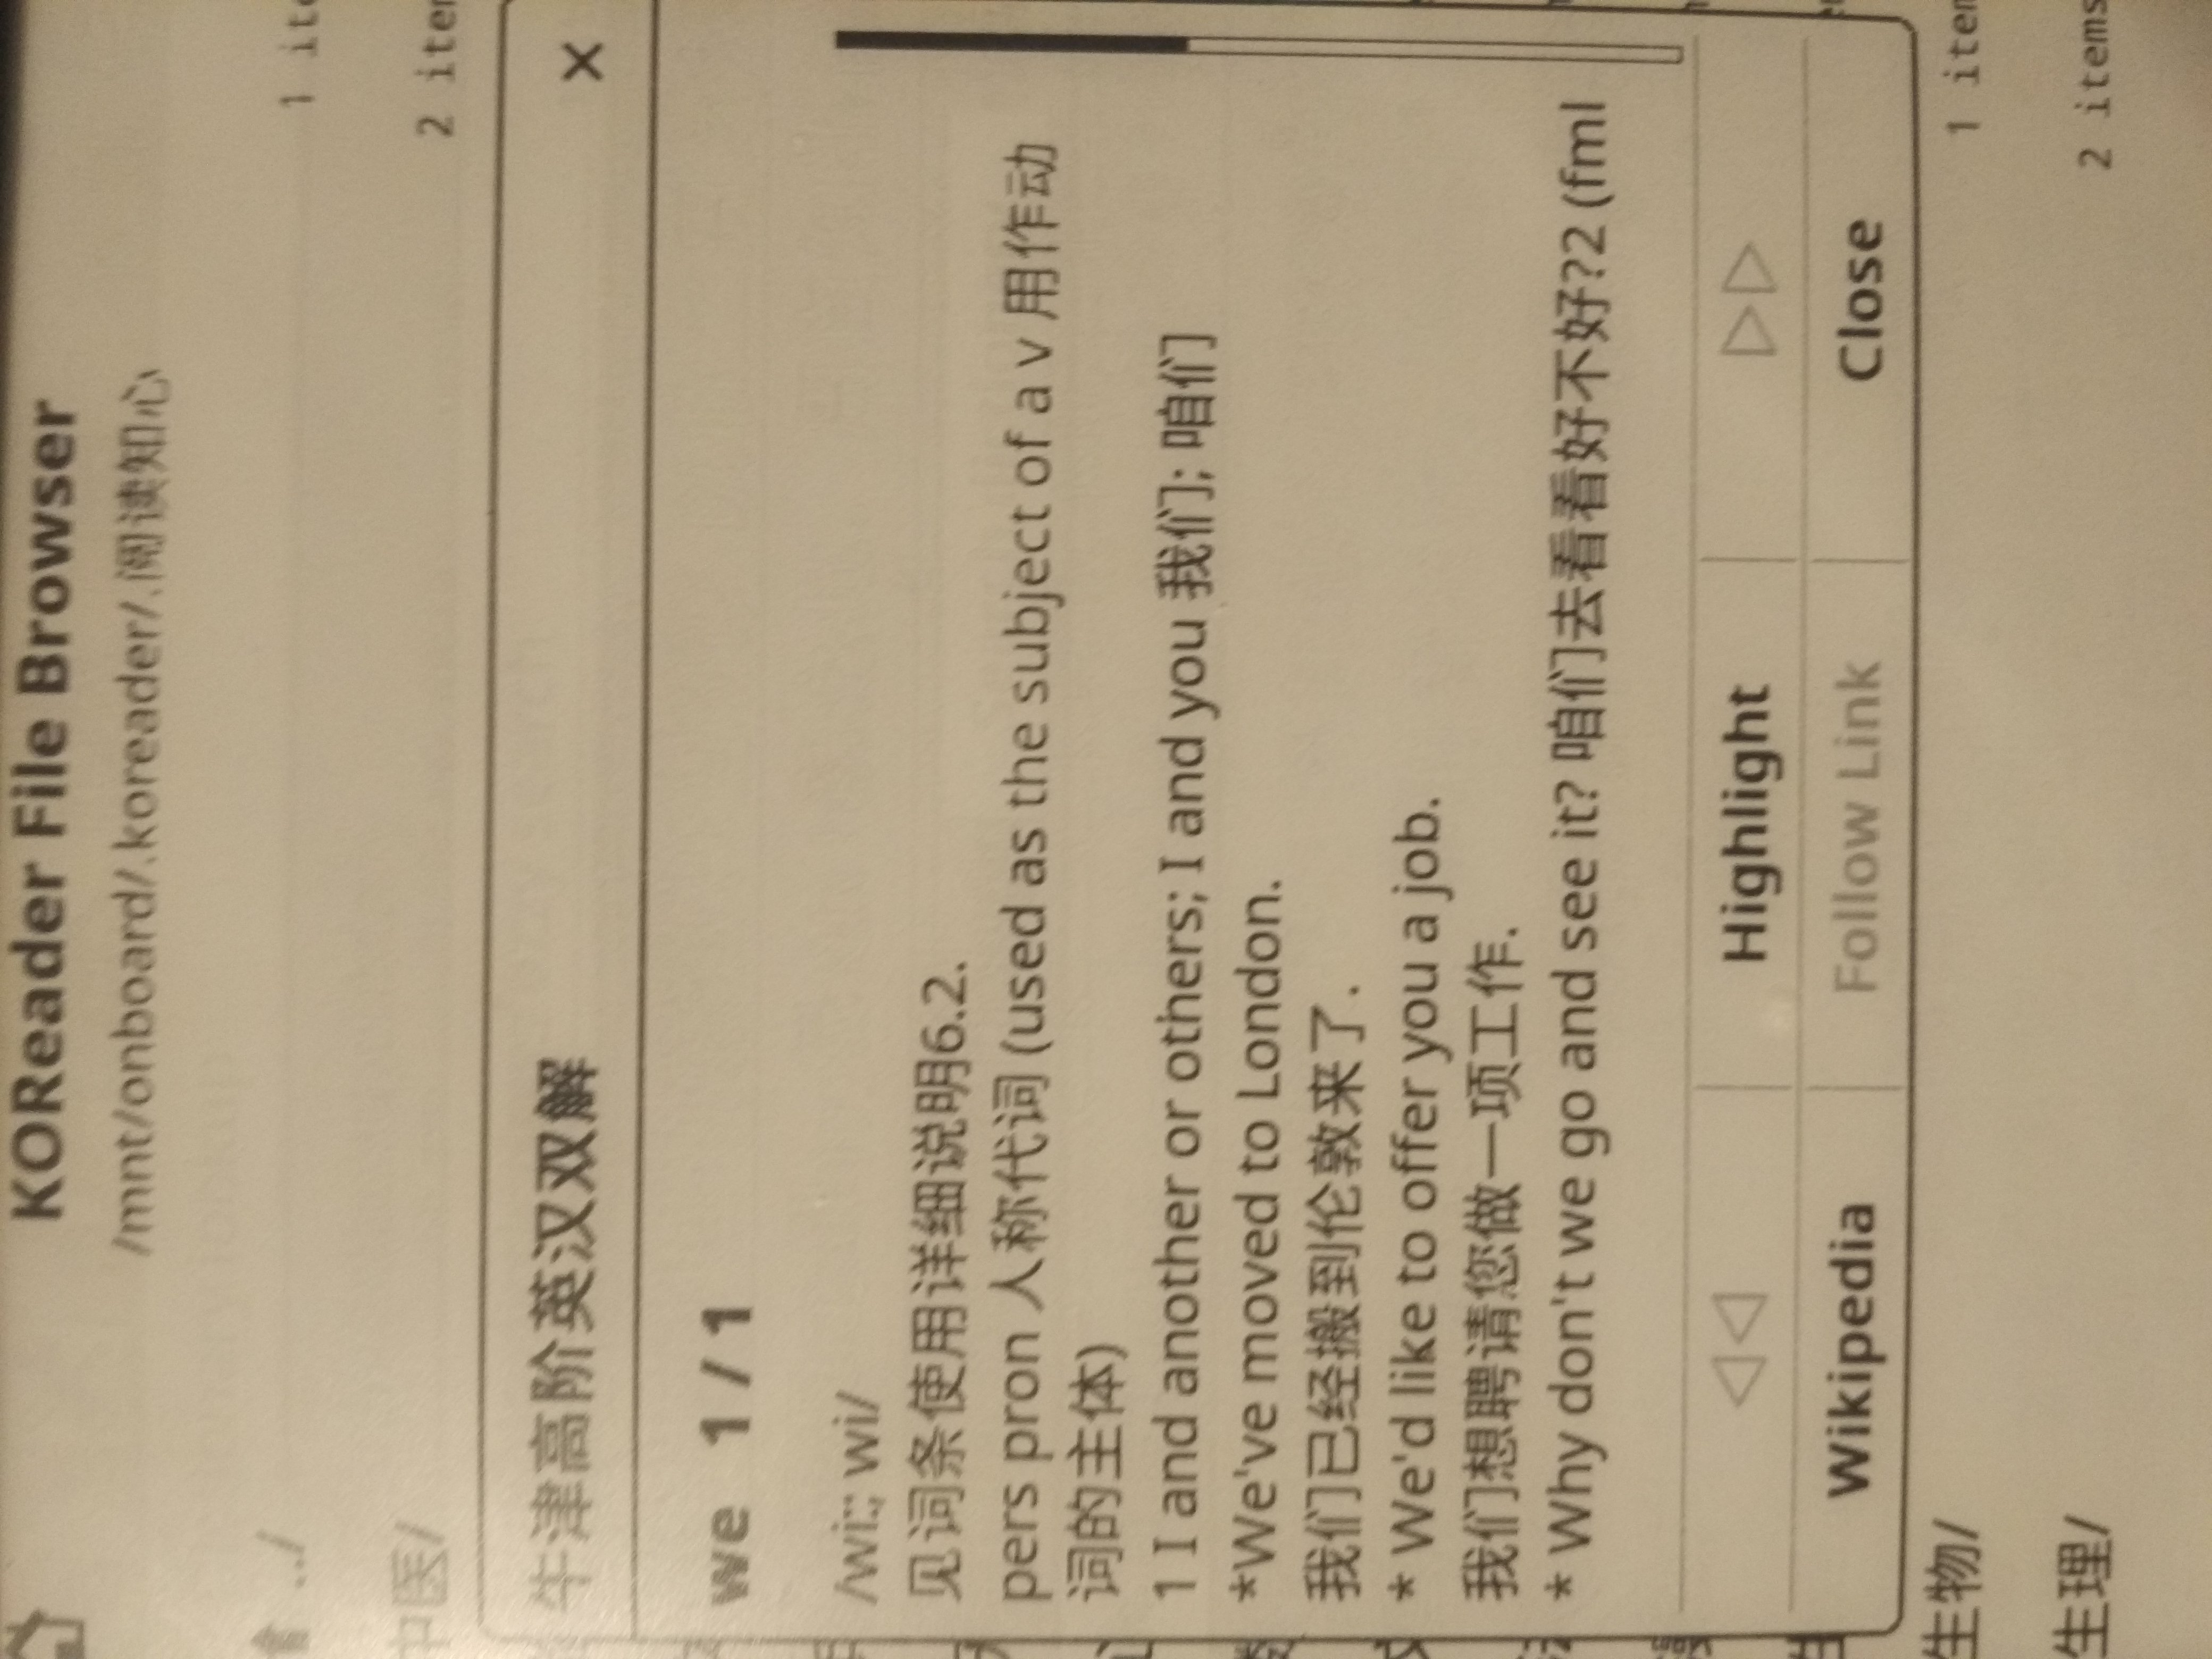 KOReader File Browser
/mnt/onboard/.koreader/.阅读知心
../ 1 ite
中医/ 2 iter
牛津高阶英汉双解 ×
we 1 / 1
/wi:; wi/
见词条使用详细说明6.2.
pers pron 人称代词 (used as the subject of a v 用作动
词的主体)
1 I and another or others; I and you 我们; 咱们
*We've moved to London.
我们已经搬到伦敦来了.
* We'd like to offer you a job.
我们想聘请您做一项工作.
* Why don't we go and see it? 咱们去看看好不好?2 (fml
◁◁ Highlight ▷▷
Wikipedia Follow Link Close
生物/ 1 iten
生理/ 2 items